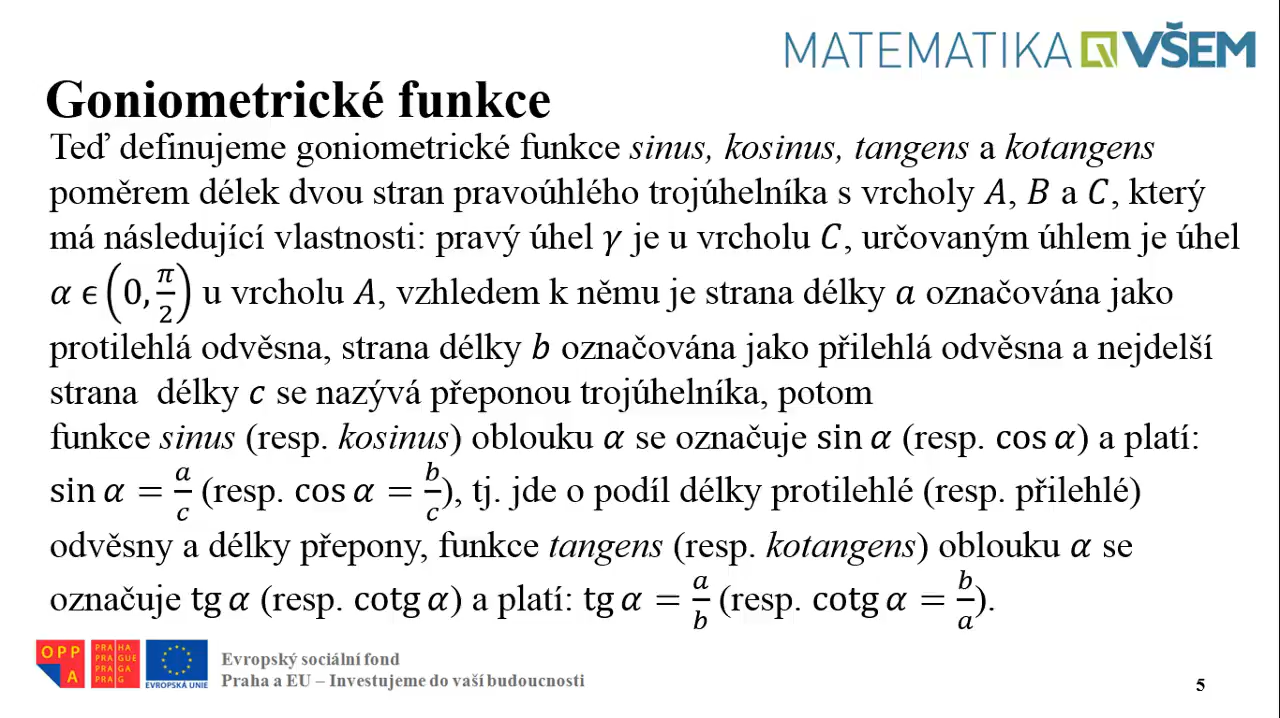 MATEMATIKA VŠEM
Goniometrické funkce
Teď definujeme goniometrické funkce sinus, kosinus, tangens a kotangens
poměrem délek dvou stran pravoúhlého trojúhelníka s vrcholy A, B a C, který
má následující vlastnosti: pravý úhel γ je u vrcholu C, určovaným úhlem je úhel
α ϵ (0, π/2) u vrcholu A, vzhledem k němu je strana délky a označována jako
protilehlá odvěsna, strana délky b označována jako přilehlá odvěsna a nejdelší
strana délky c se nazývá přeponou trojúhelníka, potom
funkce sinus (resp. kosinus) oblouku α se označuje sin α (resp. cos α) a platí:
sin α = a/c (resp. cos α = b/c), tj. jde o podíl délky protilehlé (resp. přilehlé)
odvěsny a délky přepony, funkce tangens (resp. kotangens) oblouku α se
označuje tg α (resp. cotg α) a platí: tg α = a/b (resp. cotg α = b/a).
OPP
A
PRAHA
PRAGUE
PRAGA
PRAG
EVROPSKÁ UNIE
Evropský sociální fond
Praha a EU – Investujeme do vaší budoucnosti
5